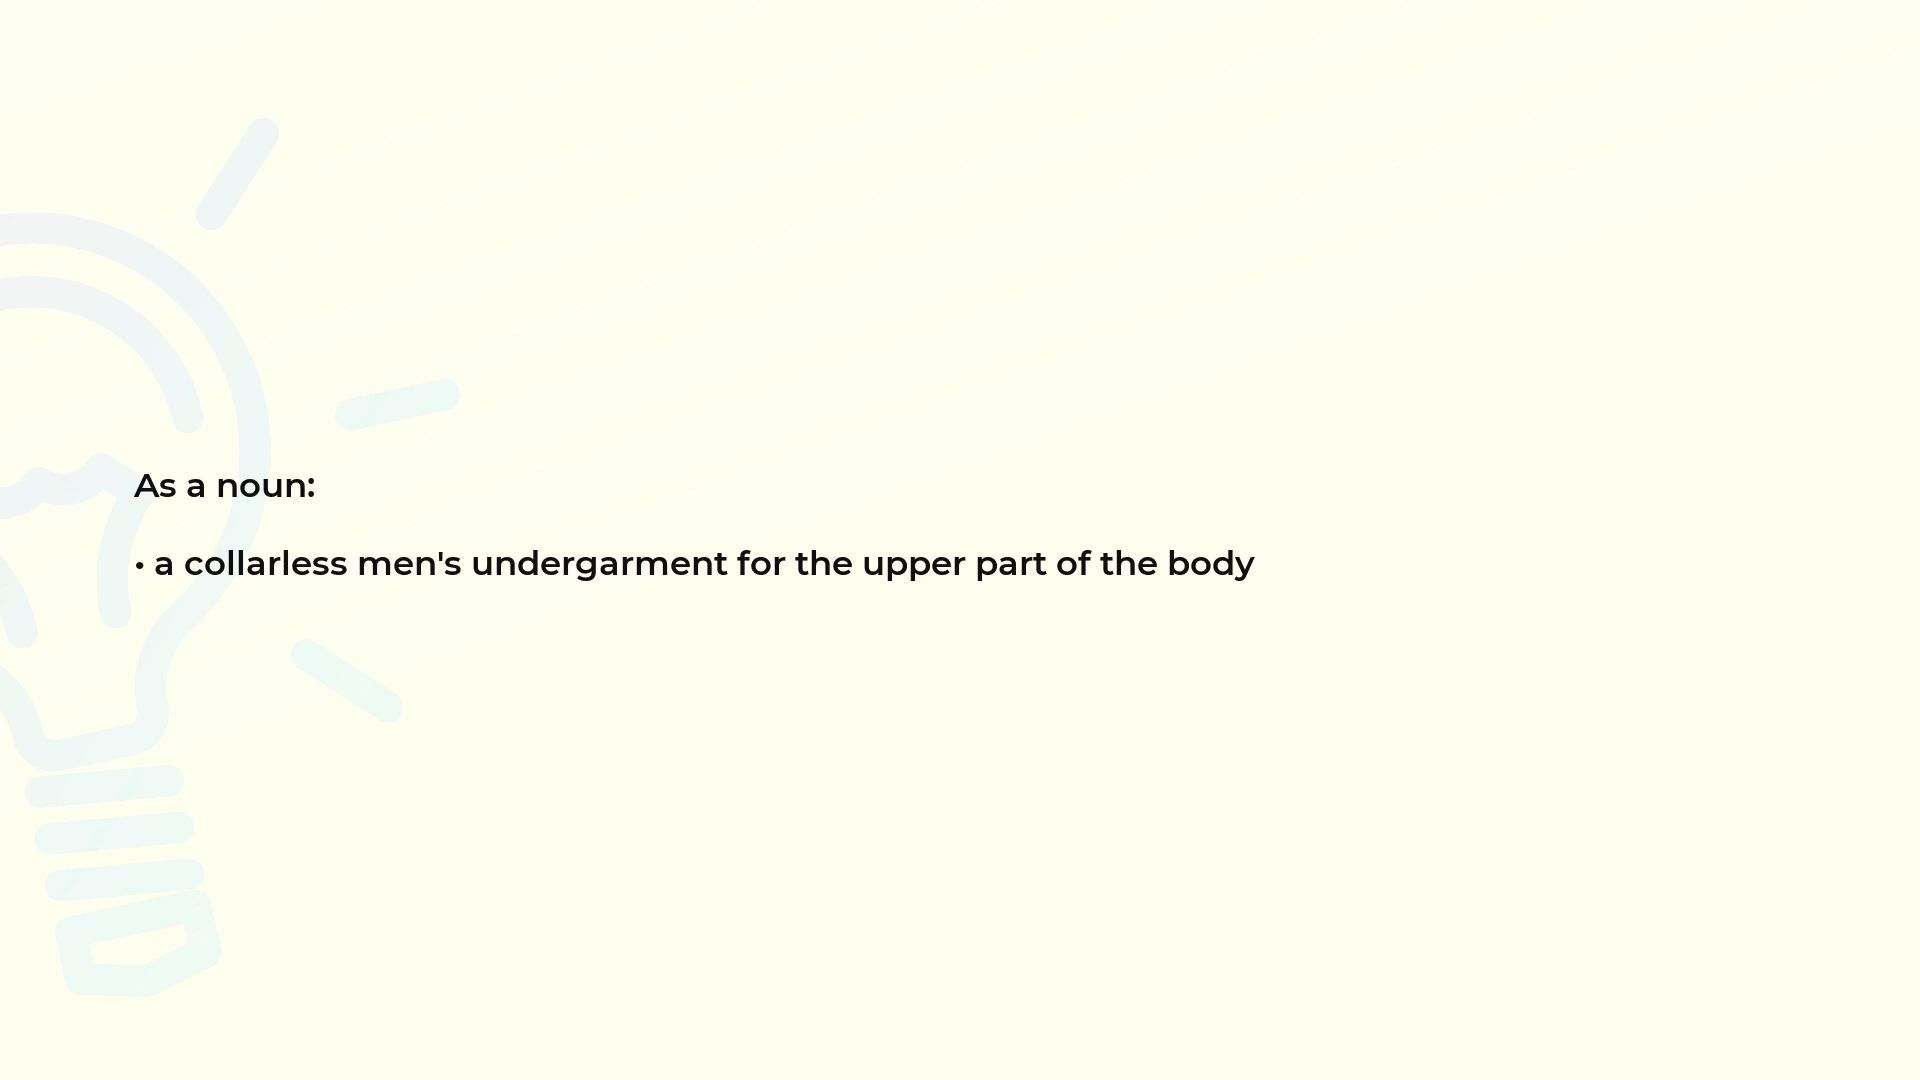 As a noun:
• a collarless men's undergarment for the upper part of the body